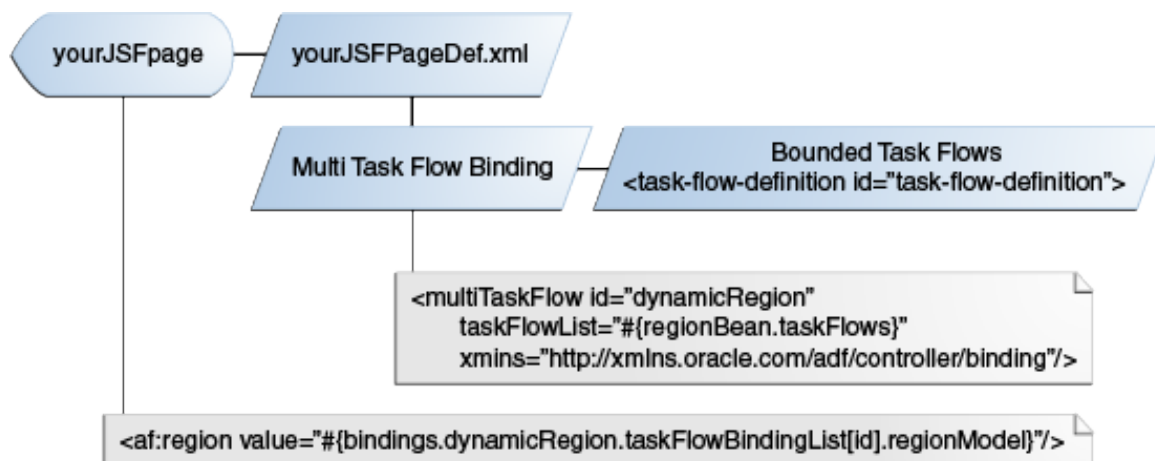 yourJSFpage
yourJSFPageDef.xml
Multi Task Flow Binding
Bounded Task Flows
<task-flow-definition id="task-flow-definition">
<multiTaskFlow id="dynamicRegion"
taskFlowList="#{regionBean.taskFlows}"
xmins="http://xmlns.oracle.com/adf/controller/binding"/>
<af:region value="#{bindings.dynamicRegion.taskFlowBindingList[id].regionModel}"/>